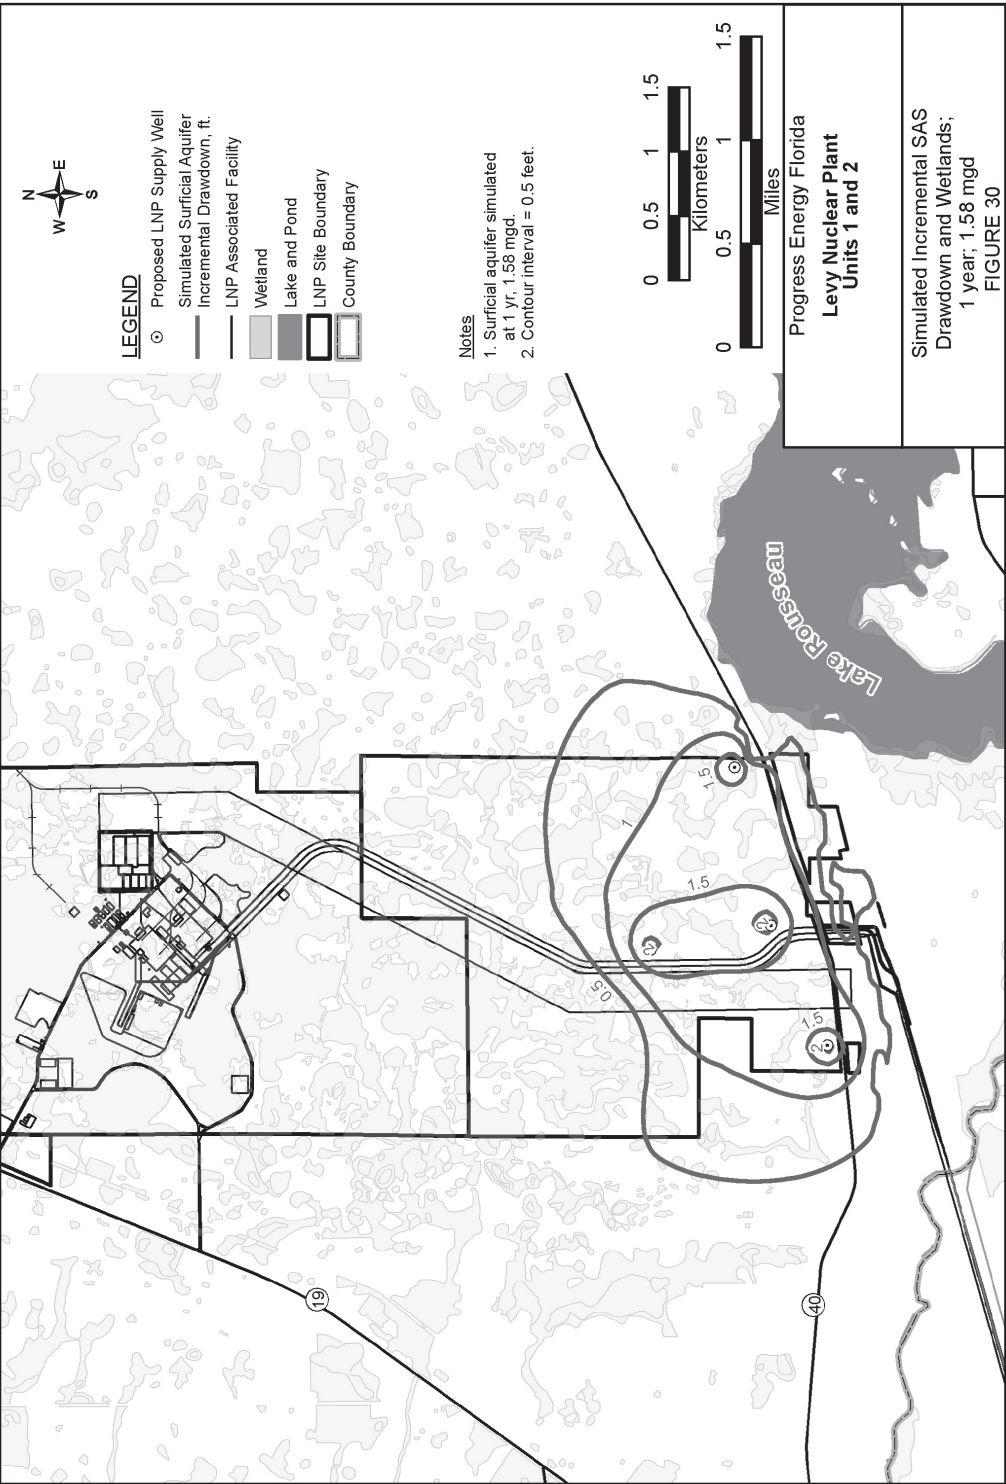 N
W
E
S
LEGEND
Proposed LNP Supply Well
Simulated Surficial Aquifer
Incremental Drawdown, ft.
LNP Associated Facility
Wetland
Lake and Pond
LNP Site Boundary
County Boundary
Notes
1. Surficial aquifer simulated
at 1 yr, 1.58 mgd.
2. Contour interval = 0.5 feet.
0 0.5 1 1.5
Kilometers
0 0.5 1 1.5
Miles
Progress Energy Florida
Levy Nuclear Plant
Units 1 and 2
Simulated Incremental SAS
Drawdown and Wetlands;
1 year; 1.58 mgd
FIGURE 30
Lake Rousseau
19
40
0.5
1
1.5
1.5
1.5
2
2
2